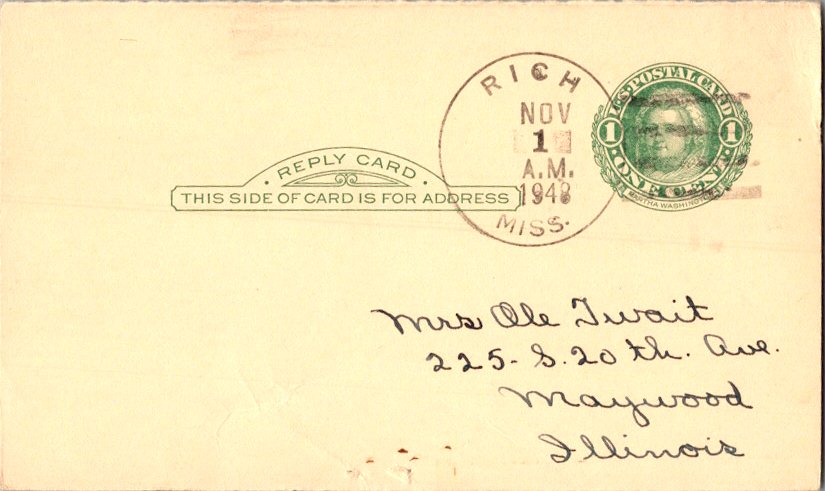 RICH
NOV
1
A.M.
1948
MISS.
U.S. POSTAL CARD
1 1
ONE CENT
MARTHA WASHINGTON
· REPLY CARD ·
THIS SIDE OF CARD IS FOR ADDRESS
Mrs Ole Twait
225- S. 20 th. Ave.
Maywood
Illinois